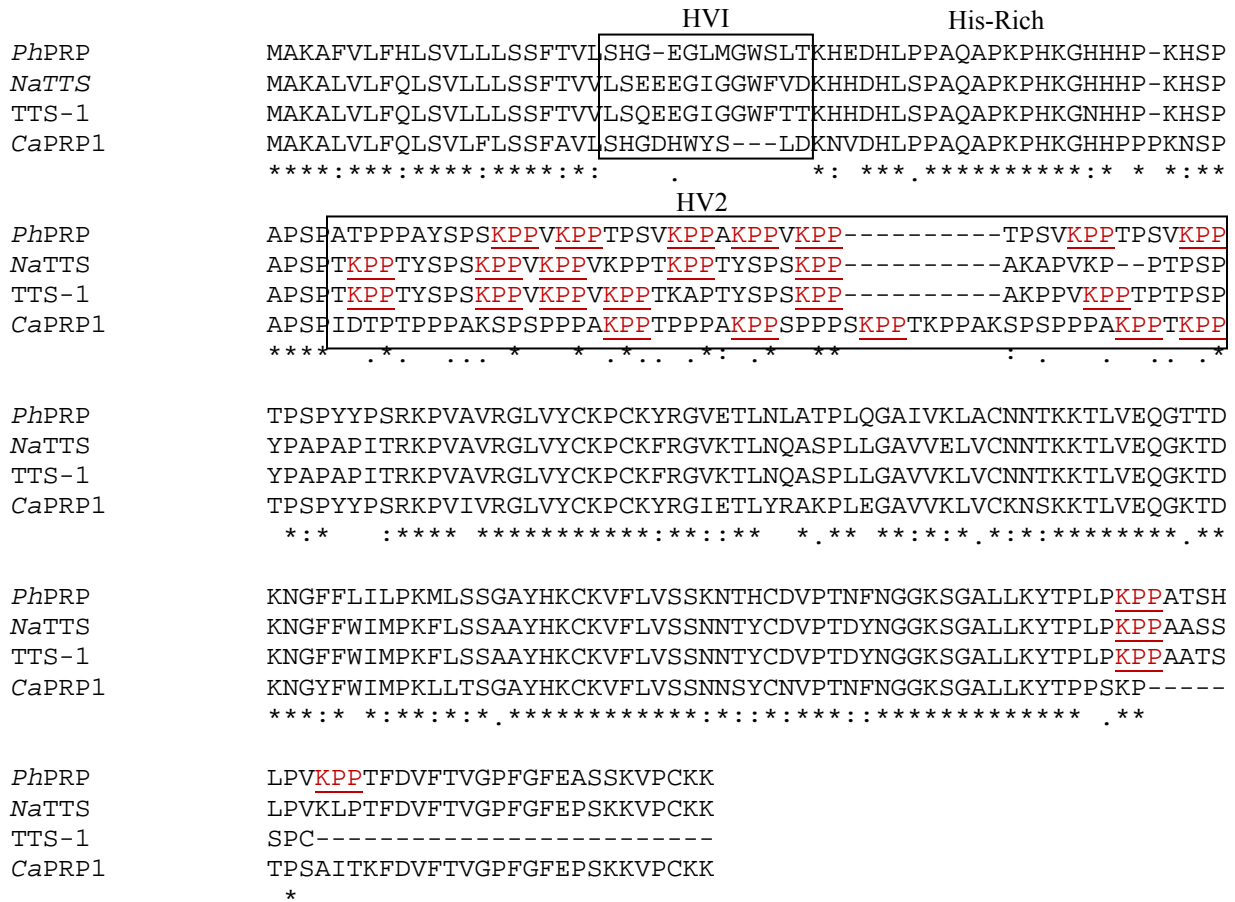 HVI His-Rich
PhPRP MAKAFVLFHLSVLLLSSFTVLSHG-EGLMGWSLTKHEDHLPPAQAPKPHKGHHHP-KHSP
NaTTS MAKALVLFQLSVLLLSSFTVVLSEEEGIGGWFVDKHHDHLSPAQAPKPHKGHHHP-KHSP
TTS-1 MAKALVLFQLSVLLLSSFTVVLSQEEGIGGWFTTKHHDHLSPAQAPKPHKGNHHP-KHSP
CaPRP1 MAKALVLFQLSVLFLSSFAVLSHGDHWYS---LDKNVDHLPPAQAPKPHKGHHPPPKNSP
****:***:****:****:*:    .        *: ***.**********:* * *:**
HV2
PhPRP APSPATPPPAYSPSKPPVKPPTPSVKPPAKPPVKPP----------TPSVKPPTPSVKPP
NaTTS APSPTKPPTYSPSKPPVKPPVKPPTKPPTYSPSKPP----------AKAPVKP--PTPSP
TTS-1 APSPTKPPTYSPSKPPVKPPVKPPTKAPTYSPSKPP----------AKPPVKPPTPTPSP
CaPRP1 APSPIDTPTPPPAKSPSPPPAKPPTPPPAKPPSPPPSKPPTKPPAKSPSPPPAKPPTKPP
****  .*.  ... *   * .*.. .*: .*  **          : .    .  .. .*
PhPRP TPSPYYPSRKPVAVRGLVYCKPCKYRGVETLNLATPLQGAIVKLACNNTKKTLVEQGTTD
NaTTS YPAPAPITRKPVAVRGLVYCKPCKFRGVKTLNQASPLLGAVVELVCNNTKKTLVEQGKTD
TTS-1 YPAPAPITRKPVAVRGLVYCKPCKFRGVKTLNQASPLLGAVVKLVCNNTKKTLVEQGKTD
CaPRP1 TPSPYYPSRKPVIVRGLVYCKPCKYRGIETLYRAKPLEGAVVKLVCKNSKKTLVEQGKTD
*:*   :**** ***********:**::**  *.** **:*:*.*:*:********.**
PhPRP KNGFFLILPKMLSSGAYHKCKVFLVSSKNTHCDVPTNFNGGKSGALLKYTPLPKPPATSH
NaTTS KNGFFWIMPKFLSSAAYHKCKVFLVSSNNTYCDVPTDYNGGKSGALLKYTPLPKPPAASS
TTS-1 KNGFFWIMPKFLSSAAYHKCKVFLVSSNNTYCDVPTDYNGGKSGALLKYTPLPKPPAATS
CaPRP1 KNGYFWIMPKLLTSGAYHKCKVFLVSSNNSYCNVPTNFNGGKSGALLKYTPPSKP-----
***:* *:**:*:*.************:*::*:***::************* .**
PhPRP LPVKPPTFDVFTVGPFGFEASSKVPCKK
NaTTS LPVKLPTFDVFTVGPFGFEPSKKVPCKK
TTS-1 SPC-------------------------
CaPRP1 TPSAITKFDVFTVGPFGFEPSKKVPCKK
*